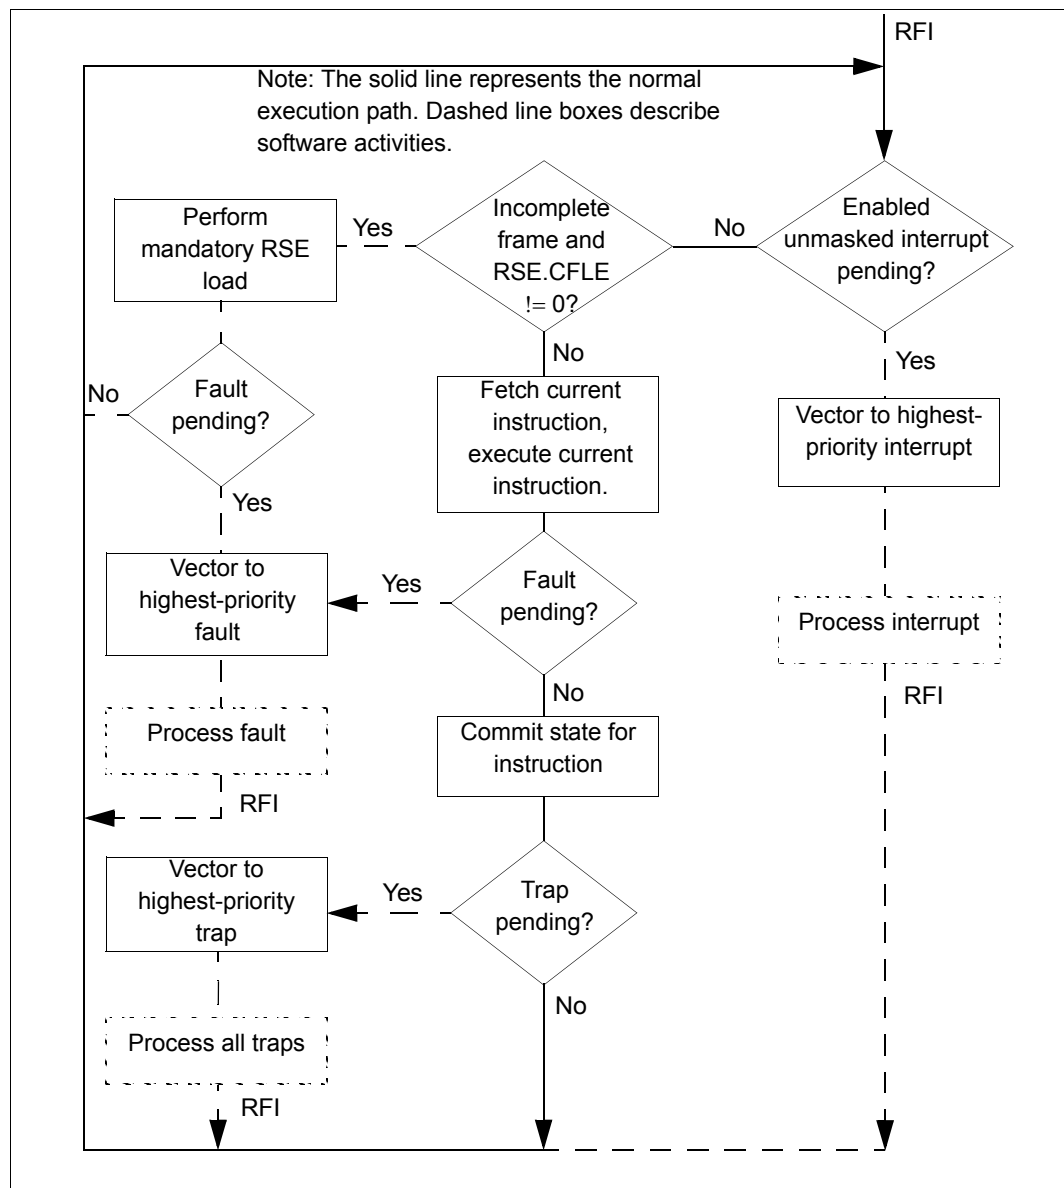 RFI
Note: The solid line represents the normal
execution path. Dashed line boxes describe
software activities.
Perform
mandatory RSE
load
Yes
Incomplete
frame and
RSE.CFLE
!= 0?
No
Enabled
unmasked interrupt
pending?
No
Fault
pending?
No
Yes
Fetch current
instruction,
execute current
instruction.
Vector to highest-
priority interrupt
Yes
Vector to
highest-priority
fault
Yes
Fault
pending?
Process interrupt
No
RFI
Process fault
Commit state for
instruction
RFI
Vector to
highest-priority
trap
Yes
Trap
pending?
No
Process all traps
RFI